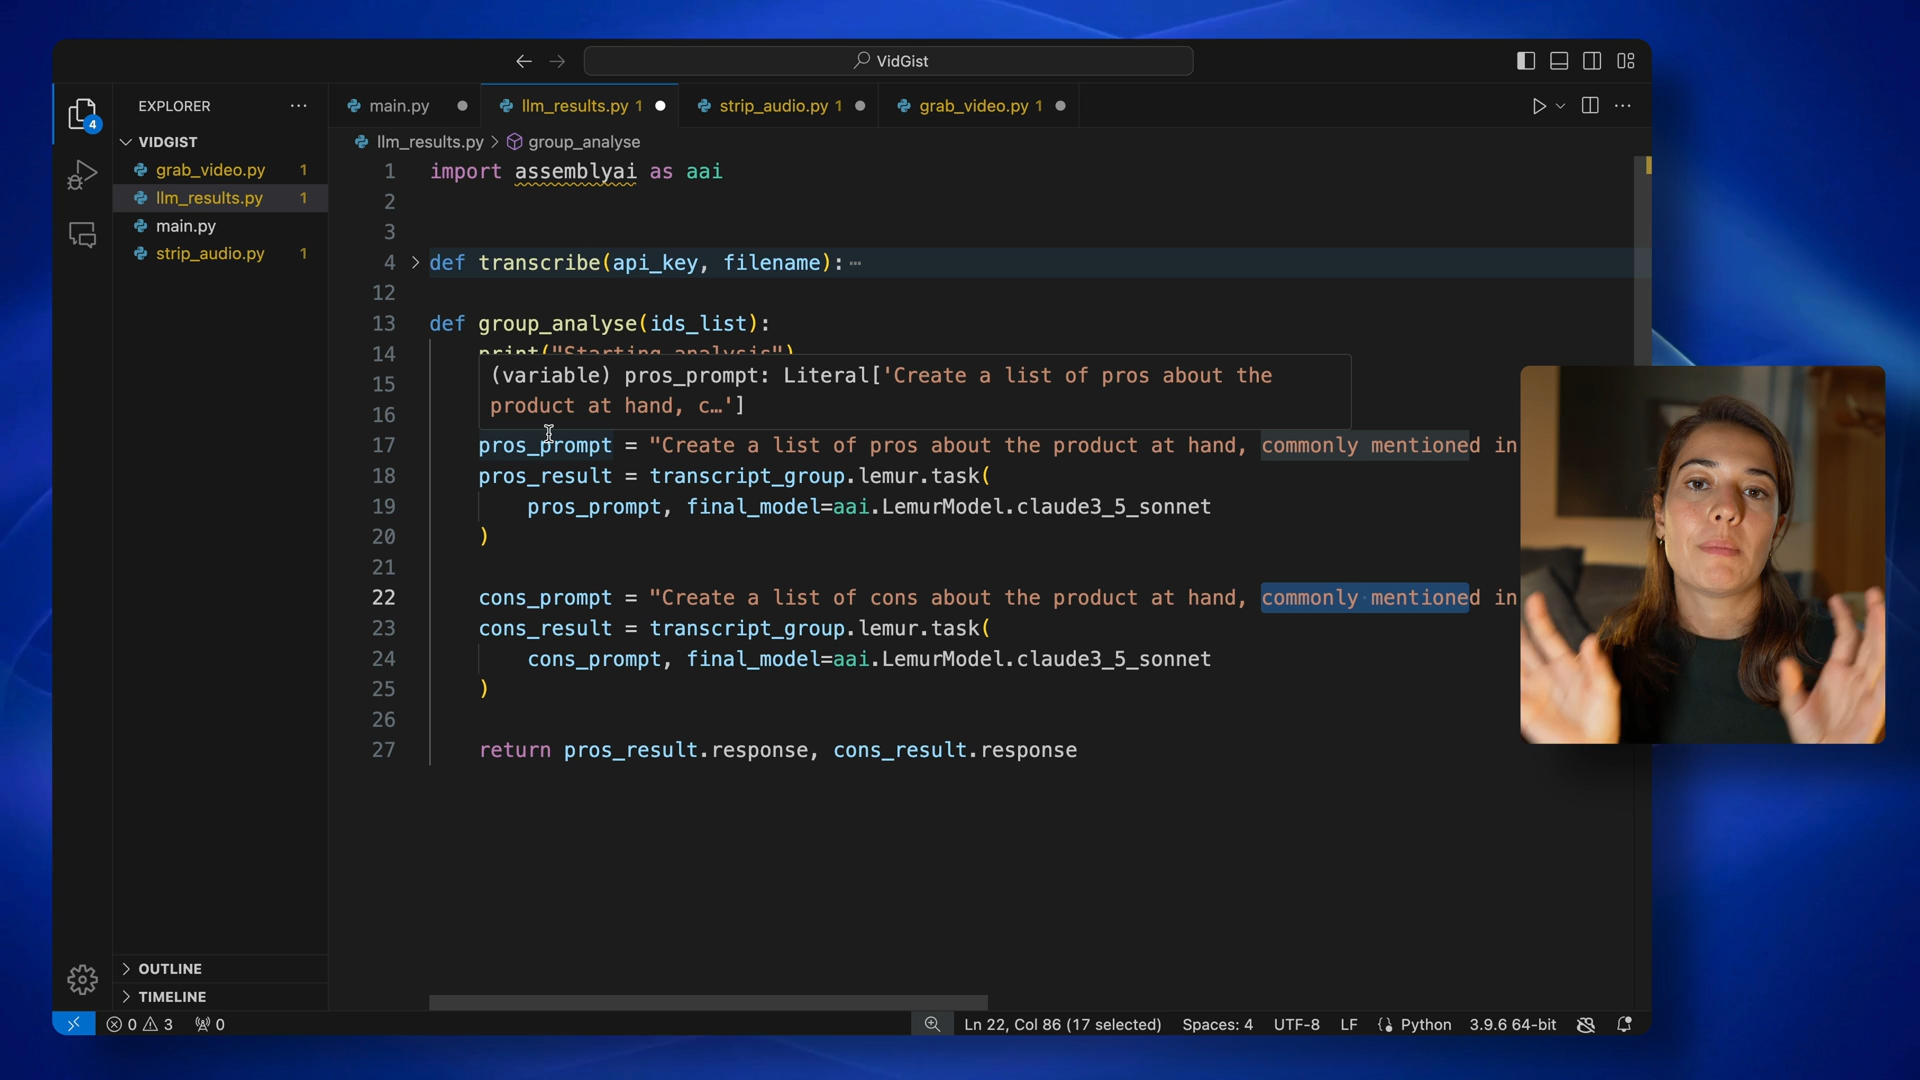 VidGist
EXPLORER
main.py
llm_results.py 1
strip_audio.py 1
grab_video.py 1
4
VIDGIST
grab_video.py 1
llm_results.py 1
main.py
strip_audio.py 1
OUTLINE
TIMELINE
llm_results.py > group_analyse
1 import assemblyai as aai
2
3
4 def transcribe(api_key, filename): ⋯
12
13 def group_analyse(ids_list):
14 print("Starting analysis")
15
16
(variable) pros_prompt: Literal['Create a list of pros about the
product at hand, c…']
17 pros_prompt = "Create a list of pros about the product at hand, commonly mentioned in
18 pros_result = transcript_group.lemur.task(
19 pros_prompt, final_model=aai.LemurModel.claude3_5_sonnet
20 )
21
22 cons_prompt = "Create a list of cons about the product at hand, commonly mentioned in
23 cons_result = transcript_group.lemur.task(
24 cons_prompt, final_model=aai.LemurModel.claude3_5_sonnet
25 )
26
27 return pros_result.response, cons_result.response
0 3 0
Ln 22, Col 86 (17 selected) Spaces: 4 UTF-8 LF Python 3.9.6 64-bit